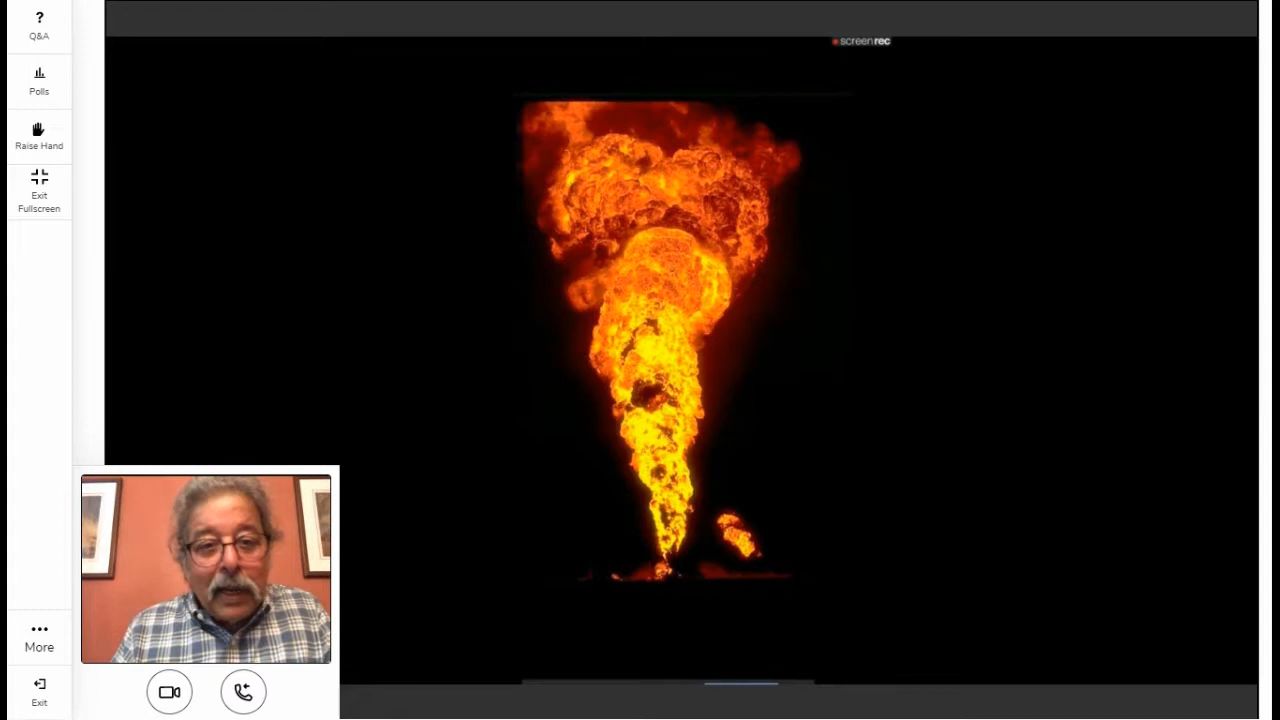 ?
Q&A
Polls
Raise Hand
Exit
Fullscreen
More
Exit
screenrec